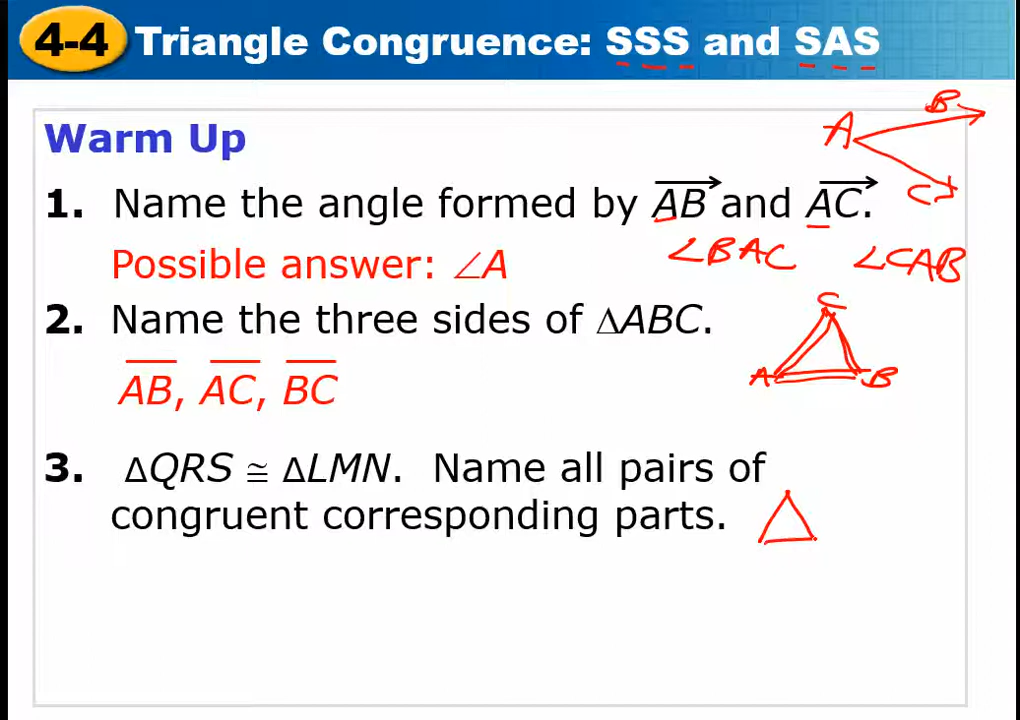 4-4 Triangle Congruence: SSS and SAS
Warm Up
A B C
1. Name the angle formed by AB and AC.
Possible answer: ∠A ∠BAC ∠CAB
2. Name the three sides of ΔABC.
C
A B
AB, AC, BC
3. ΔQRS ≅ ΔLMN. Name all pairs of
congruent corresponding parts.